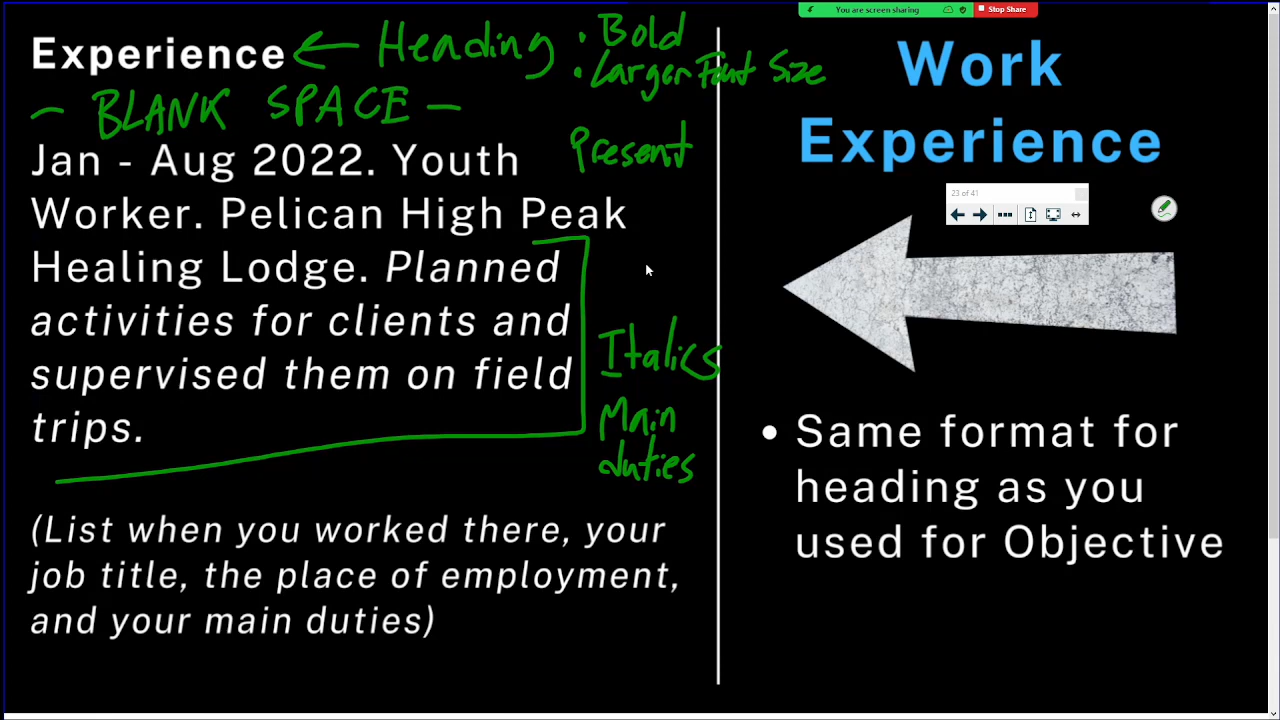 You are screen sharing
Stop Share
Experience ← Heading
• Bold
• Larger Font Size
- BLANK SPACE -
Present
Jan - Aug 2022. Youth
Worker. Pelican High Peak
Healing Lodge. Planned
activities for clients and
supervised them on field
trips.
Italics
Main
duties
(List when you worked there, your
job title, the place of employment,
and your main duties)
Work
Experience
23 of 41
• Same format for
heading as you
used for Objective